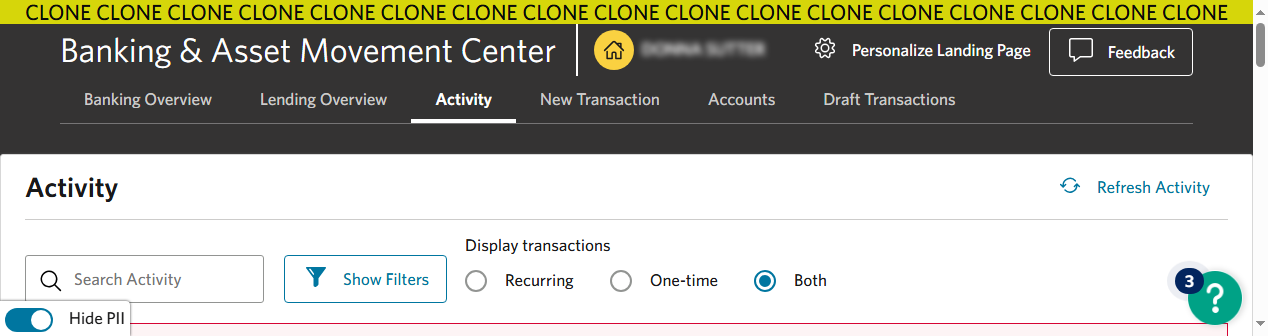 CLONE CLONE CLONE CLONE CLONE CLONE CLONE CLONE CLONE CLONE CLONE CLONE CLONE CLONE CLONE CLONE CLONE
Banking & Asset Movement Center
Personalize Landing Page
Feedback
Banking Overview
Lending Overview
Activity
New Transaction
Accounts
Draft Transactions
Activity
Refresh Activity
Display transactions
Search Activity
Show Filters
Recurring
One-time
Both
3
?
Hide PII